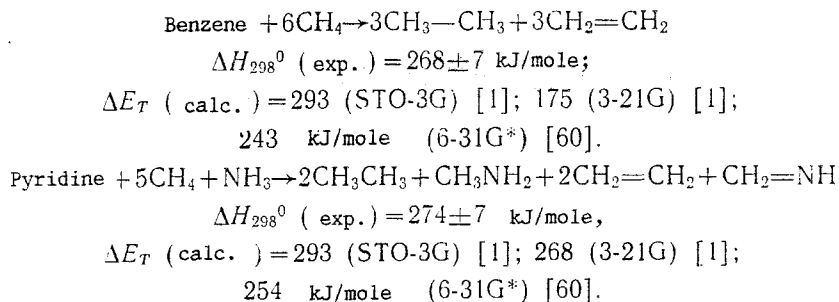 Benzene +6CH₄→3CH₃—CH₃+3CH₂=CH₂
ΔH₂₉₈⁰ (exp.)=268±7 kJ/mole;
ΔE_T (calc.)=293 (STO-3G) [1]; 175 (3-21G) [1];
243 kJ/mole (6-31G*) [60].
Pyridine +5CH₄+NH₃→2CH₃CH₃+CH₃NH₂+2CH₂=CH₂+CH₂=NH
ΔH₂₉₈⁰ (exp.)=274±7 kJ/mole,
ΔE_T (calc. )=293 (STO-3G) [1]; 268 (3-21G) [1];
254 kJ/mole (6-31G*) [60].